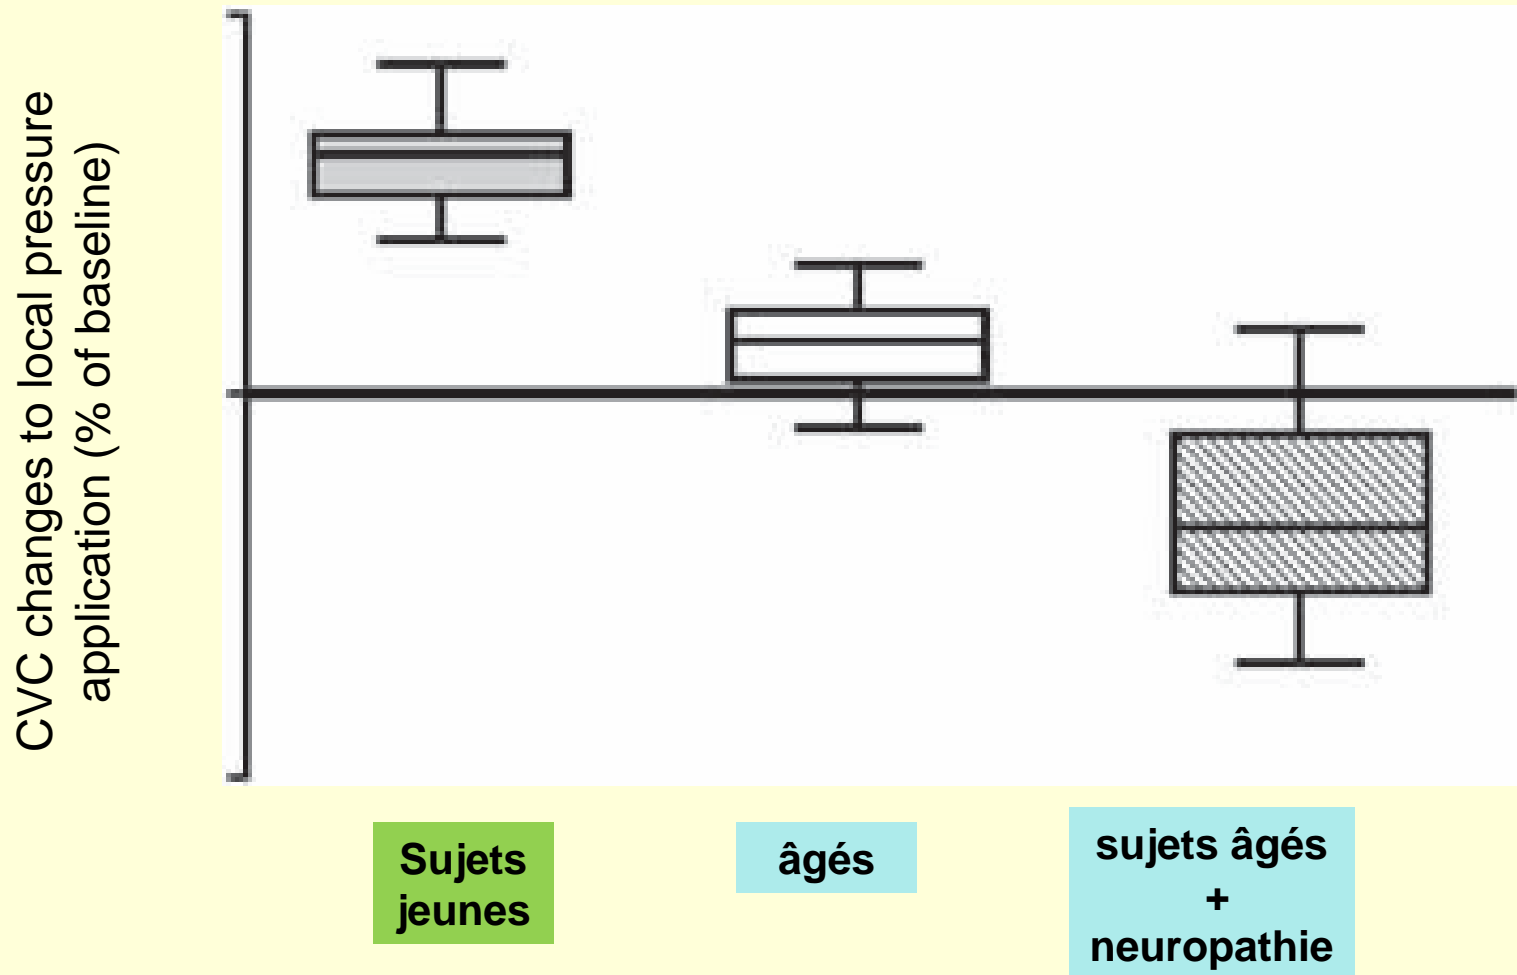 CVC changes to local pressure
application (% of baseline)
Sujets
jeunes
âgés
sujets âgés
+
neuropathie